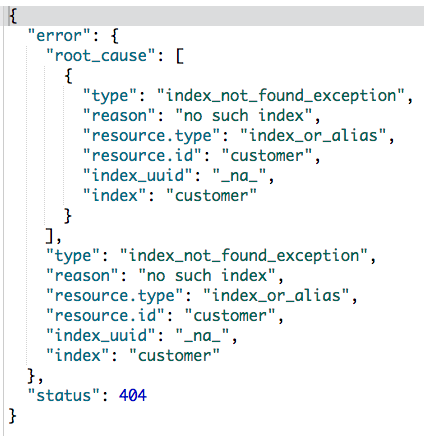 {
  "error": {
    "root_cause": [
      {
        "type": "index_not_found_exception",
        "reason": "no such index",
        "resource.type": "index_or_alias",
        "resource.id": "customer",
        "index_uuid": "_na_",
        "index": "customer"
      }
    ],
    "type": "index_not_found_exception",
    "reason": "no such index",
    "resource.type": "index_or_alias",
    "resource.id": "customer",
    "index_uuid": "_na_",
    "index": "customer"
  },
  "status": 404
}